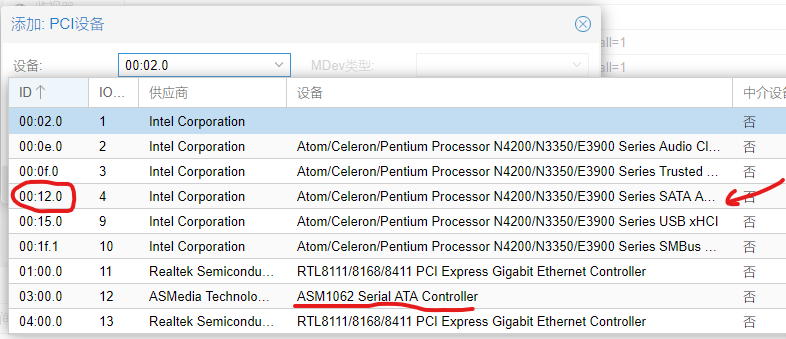 添加: PCI设备
all=1
设备: 00:02.0 MDev类型:
all=1
ID IO... 供应商 设备 中介设备
00:02.0 1 Intel Corporation 否
00:0e.0 2 Intel Corporation Atom/Celeron/Pentium Processor N4200/N3350/E3900 Series Audio Cl... 否
00:0f.0 3 Intel Corporation Atom/Celeron/Pentium Processor N4200/N3350/E3900 Series Trusted ... 否
00:12.0 4 Intel Corporation Atom/Celeron/Pentium Processor N4200/N3350/E3900 Series SATA A... 否
00:15.0 9 Intel Corporation Atom/Celeron/Pentium Processor N4200/N3350/E3900 Series USB xHCI 否
00:1f.1 10 Intel Corporation Atom/Celeron/Pentium Processor N4200/N3350/E3900 Series SMBus ... 否
01:00.0 11 Realtek Semicondu... RTL8111/8168/8411 PCI Express Gigabit Ethernet Controller 否
03:00.0 12 ASMedia Technolo... ASM1062 Serial ATA Controller 否
04:00.0 13 Realtek Semicondu... RTL8111/8168/8411 PCI Express Gigabit Ethernet Controller 否